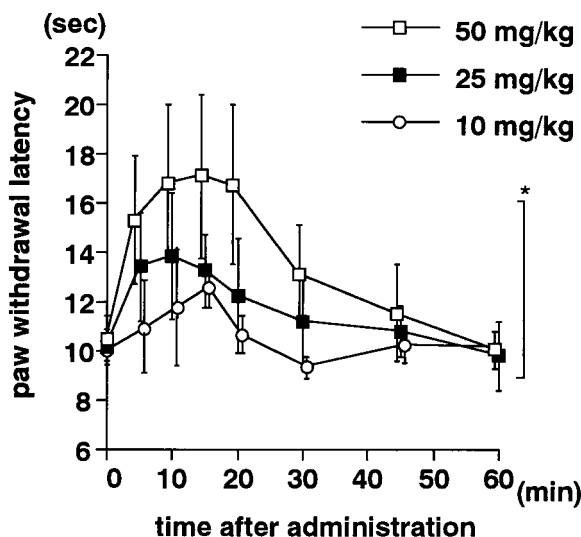 (sec)
50 mg/kg
25 mg/kg
10 mg/kg
paw withdrawal latency
22
20
18
16
14
12
10
8
6
*
0 10 20 30 40 50 60 (min)
time after administration